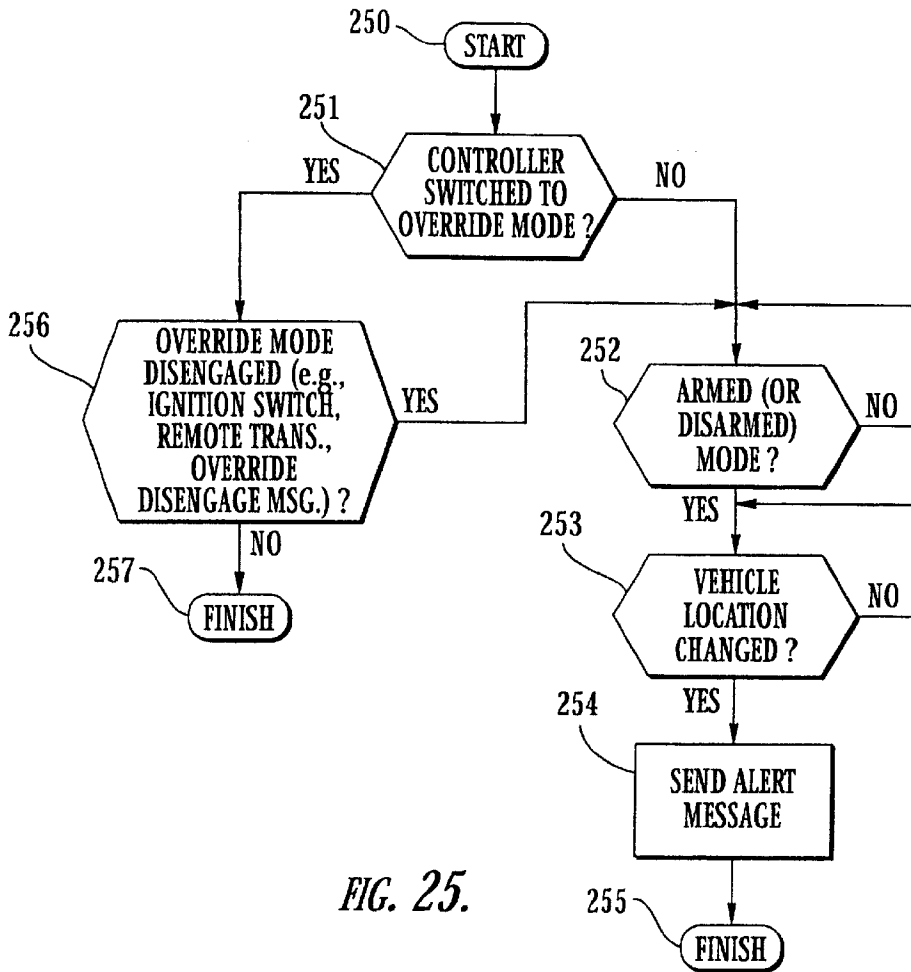 250
START
251
CONTROLLER
SWITCHED TO
OVERRIDE MODE ?
YES
NO
256
OVERRIDE MODE
DISENGAGED (e.g.,
IGNITION SWITCH,
REMOTE TRANS.,
OVERRIDE
DISENGAGE MSG.) ?
YES
NO
257
FINISH
252
ARMED (OR
DISARMED)
MODE ?
NO
YES
253
VEHICLE
LOCATION
CHANGED ?
NO
YES
254
SEND ALERT
MESSAGE
255
FINISH
FIG. 25.